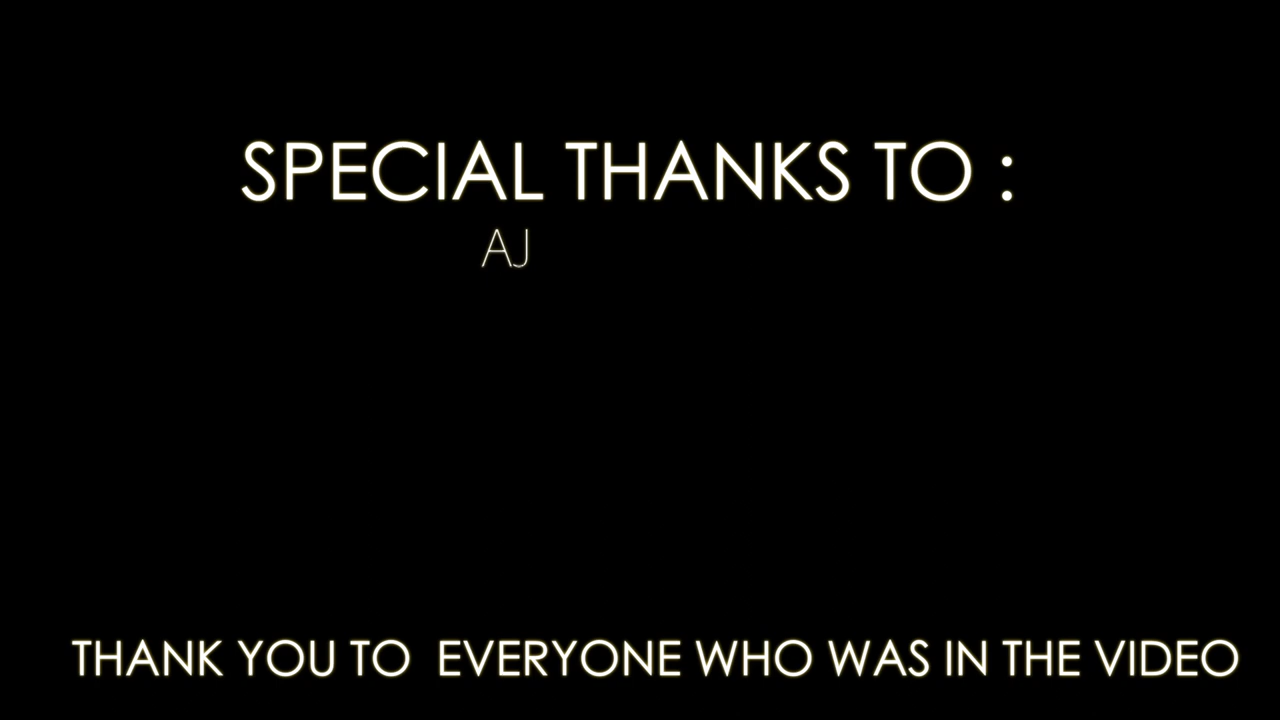 SPECIAL THANKS TO :
AJ
THANK YOU TO  EVERYONE WHO WAS IN THE VIDEO